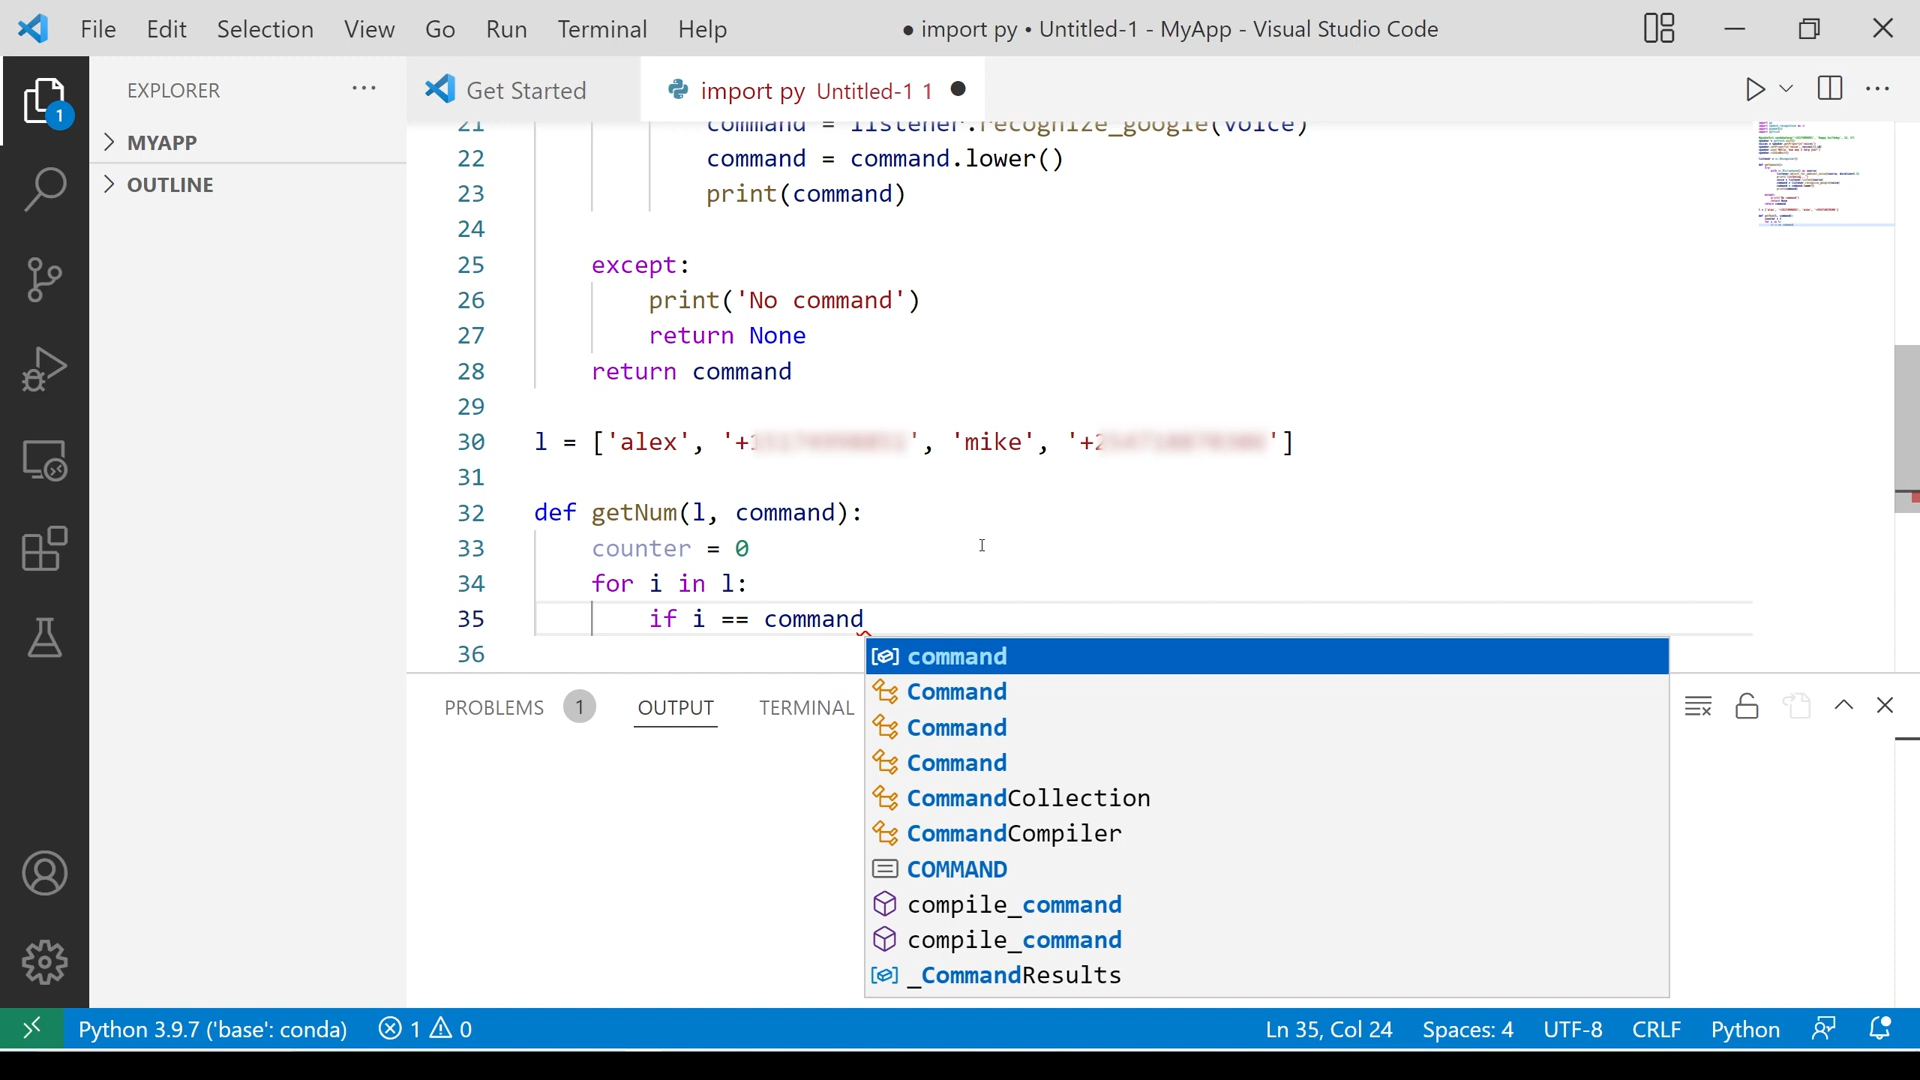 File Edit Selection View Go Run Terminal Help
● import py • Untitled-1 - MyApp - Visual Studio Code
EXPLORER ...
Get Started
import py Untitled-1 1
MYAPP
OUTLINE
1
21 command = listener.recognize_google(voice)
22 command = command.lower()
23 print(command)
24
25 except:
26 print('No command')
27 return None
28 return command
29
30 l = ['alex', '+ ', 'mike', '+ ']
31
32 def getNum(l, command):
33 counter = 0
34 for i in l:
35 if i == command
36
command
Command
Command
Command
CommandCollection
CommandCompiler
COMMAND
compile_command
compile_command
_CommandResults
PROBLEMS 1 OUTPUT TERMINAL
Python 3.9.7 ('base': conda) 1 0
Ln 35, Col 24 Spaces: 4 UTF-8 CRLF Python